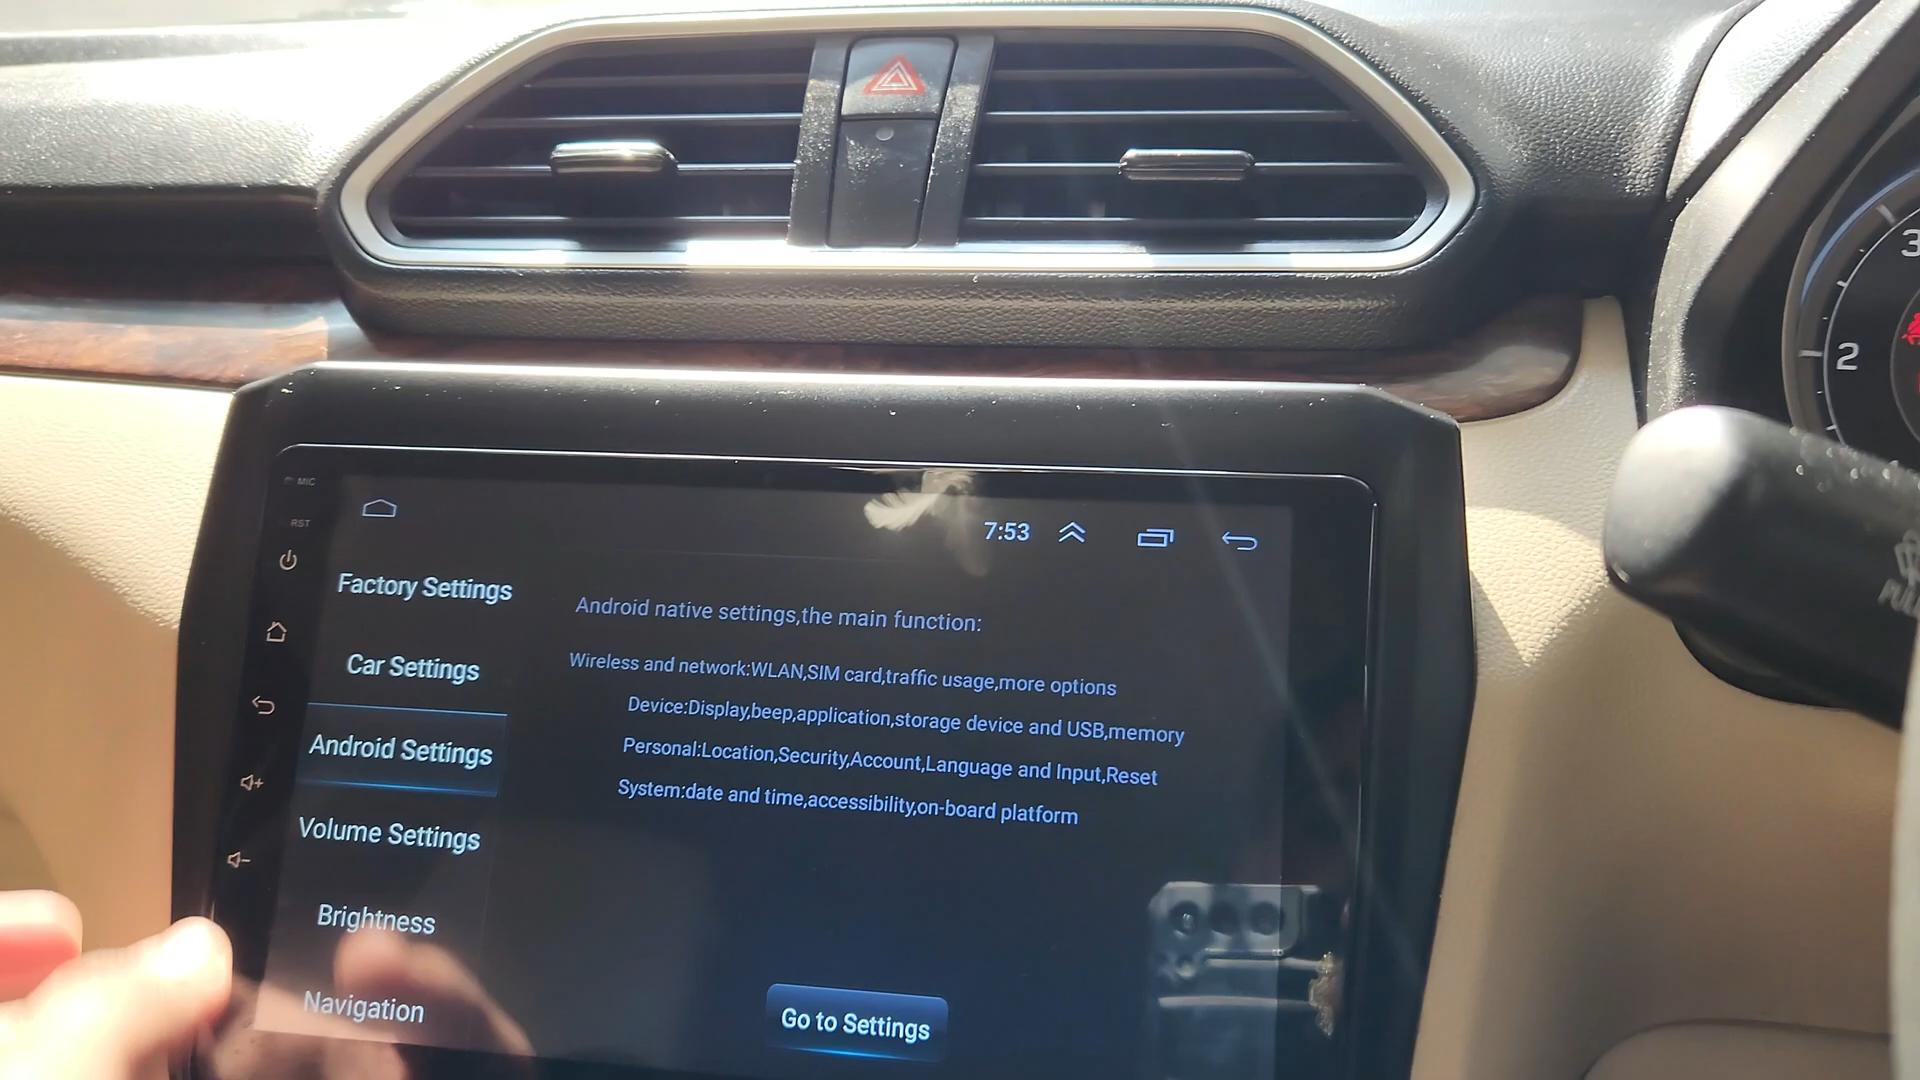 3
2
MIC
RST
7:53
Factory Settings
Car Settings
Android Settings
Volume Settings
Brightness
Navigation
Android native settings,the main function:
Wireless and network:WLAN,SIM card,traffic usage,more options
Device:Display,beep,application,storage device and USB,memory
Personal:Location,Security,Account,Language and Input,Reset
System:date and time,accessibility,on-board platform
Go to Settings